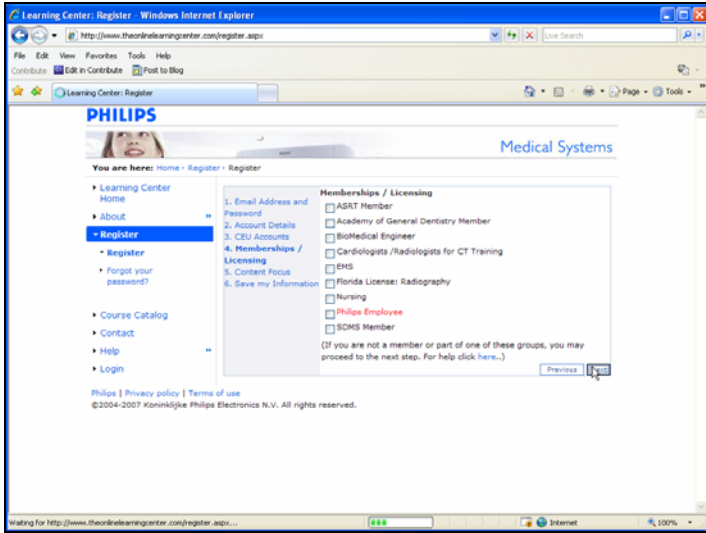 Learning Center: Register - Windows Internet Explorer
http://www.theonlinelearningcenter.com/register.aspx
Live Search
File Edit View Favorites Tools Help
Contribute Edit in Contribute Post to Blog
Learning Center: Register
Page Tools
PHILIPS
Medical Systems
You are here: Home › Register › Register
Learning Center Home
About
Register
Register
Forgot your password?
Course Catalog
Contact
Help
Login
1. Email Address and Password
2. Account Details
3. CEU Accounts
4. Memberships / Licensing
5. Content Focus
6. Save my Information
Memberships / Licensing
ASRT Member
Academy of General Dentistry Member
BioMedical Engineer
Cardiologists /Radiologists for CT Training
EMS
Florida License: Radiography
Nursing
Philips Employee
SDMS Member
(If you are not a member or part of one of these groups, you may
proceed to the next step. For help click here..)
Previous Next
Philips | Privacy policy | Terms of use
©2004-2007 Koninklijke Philips Electronics N.V. All rights reserved.
Waiting for http://www.theonlinelearningcenter.com/register.aspx...
Internet
100%